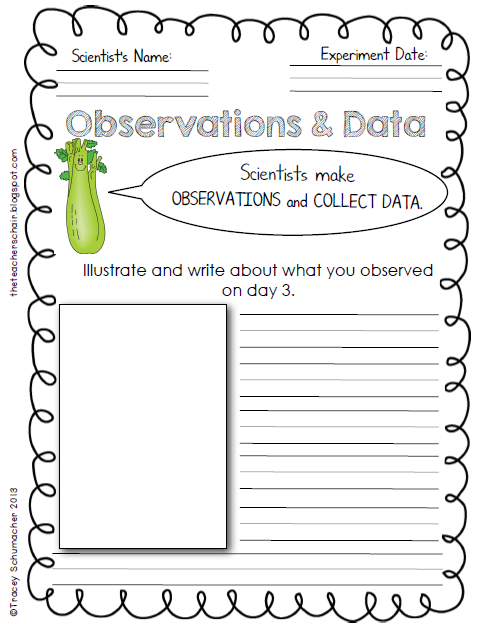 Scientist's Name:
Experiment Date:
Observations & Data
Scientists make
OBSERVATIONS and COLLECT DATA.
Illustrate and write about what you observed
on day 3.
theteacherschair.blogspot.com
©Tracey Schumacher 2013